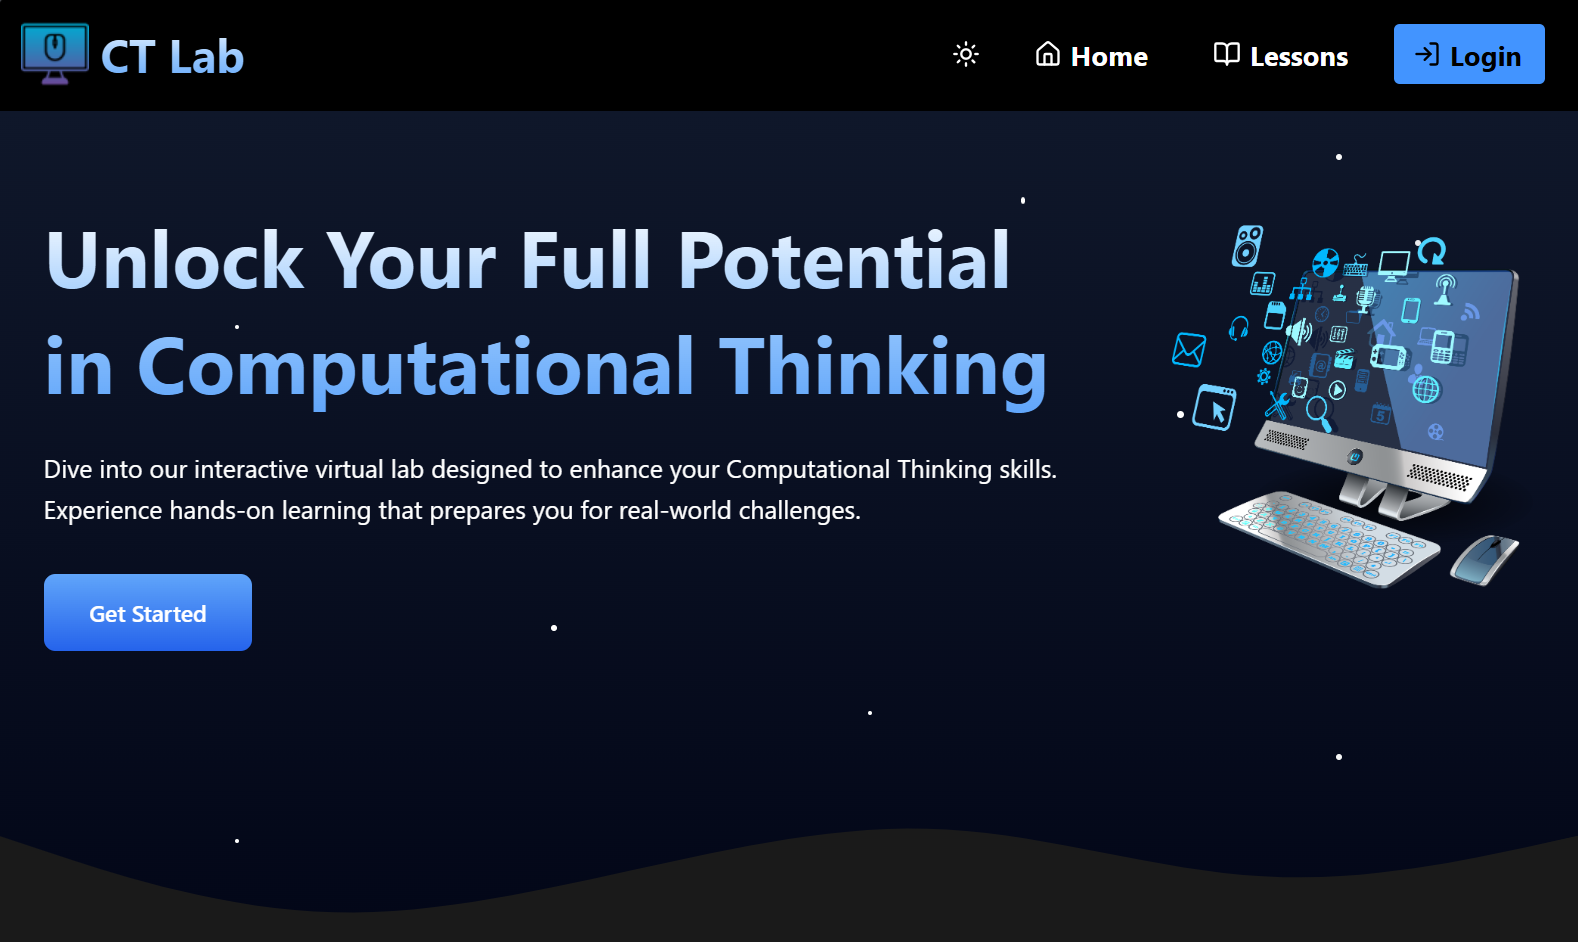 CT Lab
Home
Lessons
Login
Unlock Your Full Potential
in Computational Thinking
Dive into our interactive virtual lab designed to enhance your Computational Thinking skills.
Experience hands-on learning that prepares you for real-world challenges.
Get Started